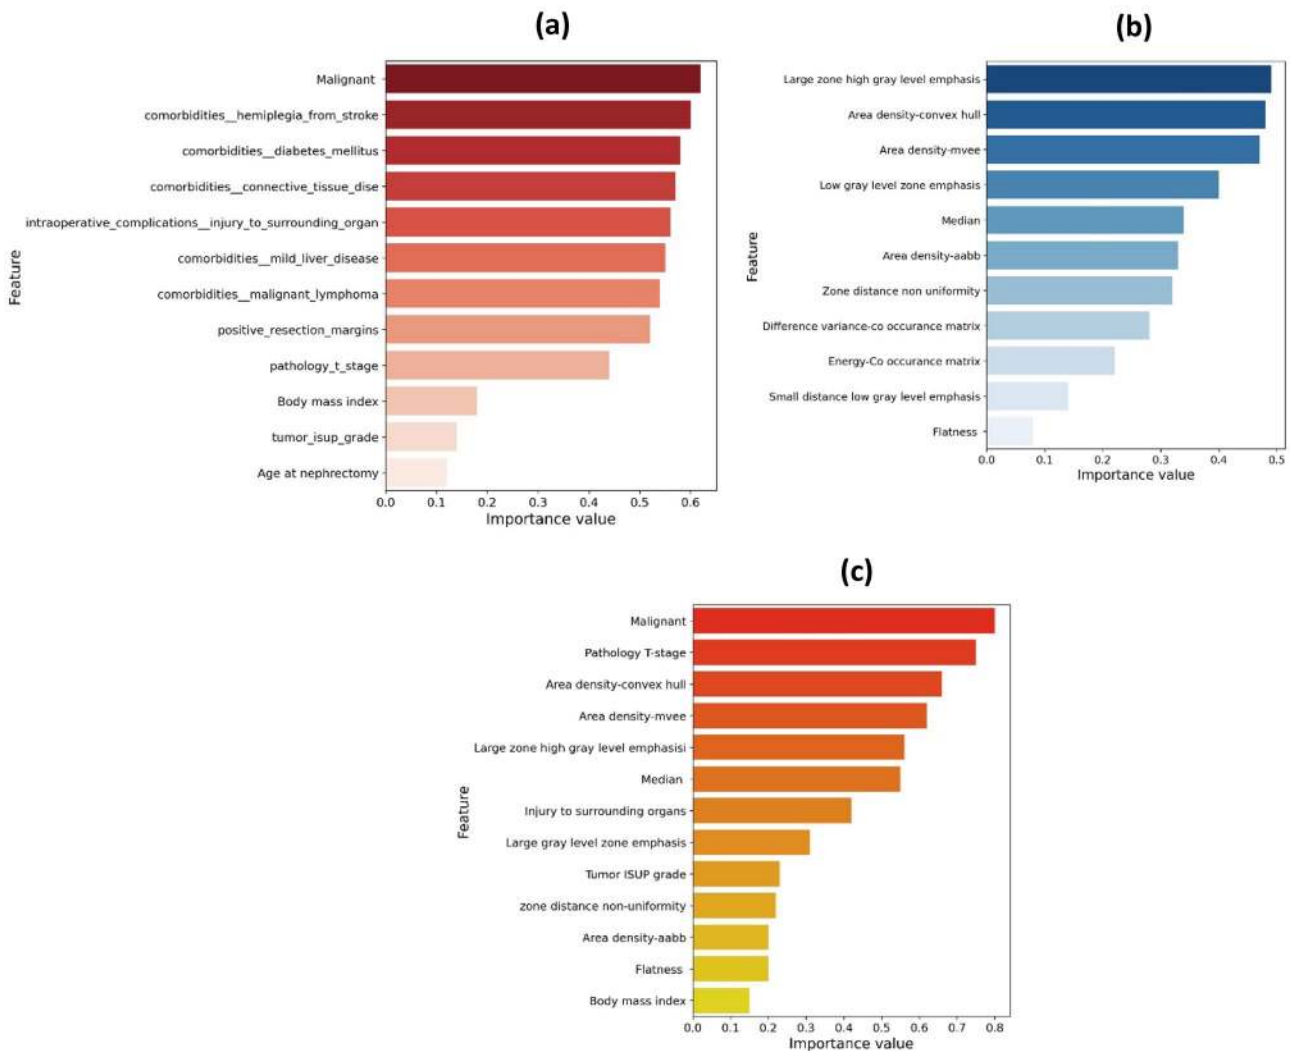 (a)
Malignant
comorbidities__hemiplegia_from_stroke
comorbidities__diabetes_mellitus
comorbidities__connective_tissue_dise
intraoperative_complications__injury_to_surrounding_organ
comorbidities__mild_liver_disease
comorbidities__malignant_lymphoma
positive_resection_margins
pathology_t_stage
Body mass index
tumor_isup_grade
Age at nephrectomy
Feature
0.0 0.1 0.2 0.3 0.4 0.5 0.6
Importance value
(b)
Large zone high gray level emphasis
Area density-convex hull
Area density-mvee
Low gray level zone emphasis
Median
Area density-aabb
Zone distance non uniformity
Difference variance-co occurance matrix
Energy-Co occurance matrix
Small distance low gray level emphasis
Flatness
Feature
0.0 0.1 0.2 0.3 0.4 0.5
Importance value
(c)
Malignant
Pathology T-stage
Area density-convex hull
Area density-mvee
Large zone high gray level emphasisi
Median
Injury to surrounding organs
Large gray level zone emphasis
Tumor ISUP grade
zone distance non-uniformity
Area density-aabb
Flatness
Body mass index
Feature
0.0 0.1 0.2 0.3 0.4 0.5 0.6 0.7 0.8
Importance value